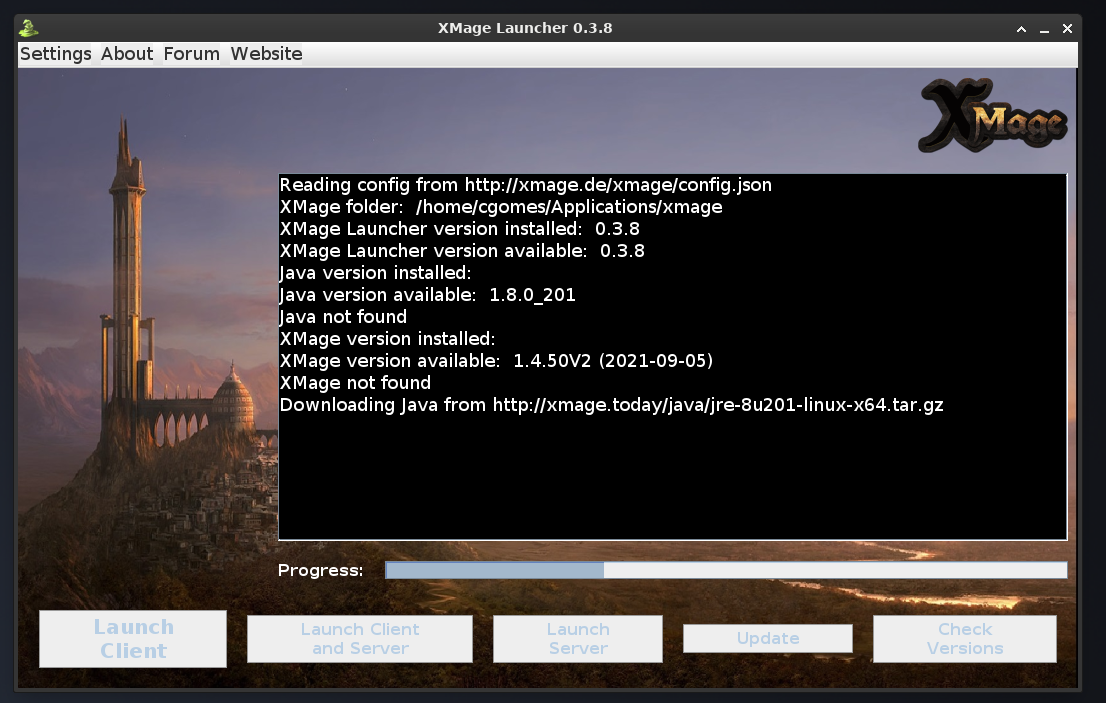 XMage Launcher 0.3.8
Settings About Forum Website
XMage
Reading config from http://xmage.de/xmage/config.json
XMage folder:  /home/cgomes/Applications/xmage
XMage Launcher version installed:  0.3.8
XMage Launcher version available:  0.3.8
Java version installed:
Java version available:  1.8.0_201
Java not found
XMage version installed:
XMage version available:  1.4.50V2 (2021-09-05)
XMage not found
Downloading Java from http://xmage.today/java/jre-8u201-linux-x64.tar.gz
Progress:
Launch
Client
Launch Client
and Server
Launch
Server
Update
Check
Versions